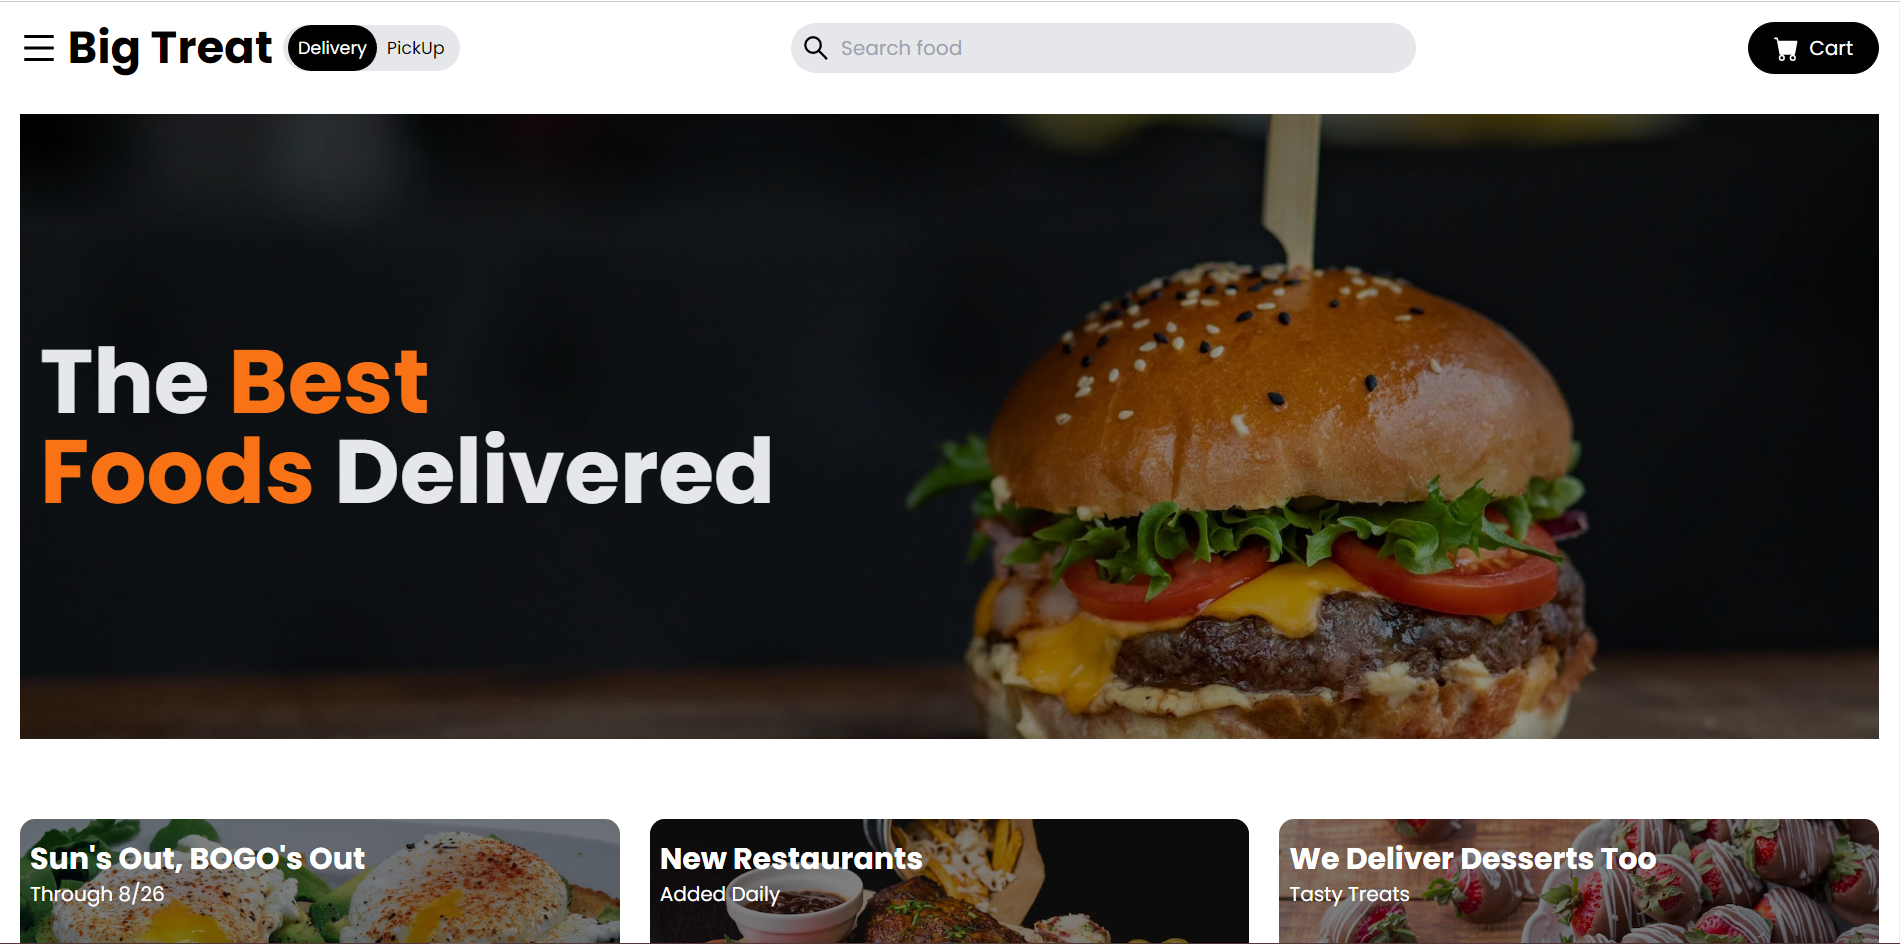 Big Treat
Delivery PickUp
Search food
Cart
The Best
Foods Delivered
Sun's Out, BOGO's Out
Through 8/26
New Restaurants
Added Daily
We Deliver Desserts Too
Tasty Treats